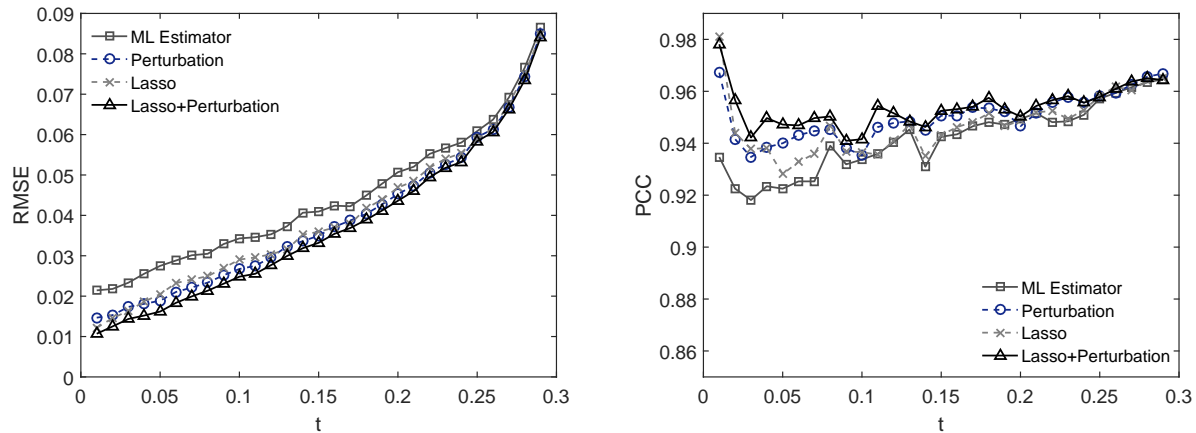 0.09
0.08
0.07
0.06
0.05
0.04
0.03
0.02
0.01
0
RMSE
ML Estimator
Perturbation
Lasso
Lasso+Perturbation
0 0.05 0.1 0.15 0.2 0.25 0.3
t
0.98
0.96
0.94
0.92
0.9
0.88
0.86
PCC
ML Estimator
Perturbation
Lasso
Lasso+Perturbation
0 0.05 0.1 0.15 0.2 0.25 0.3
t